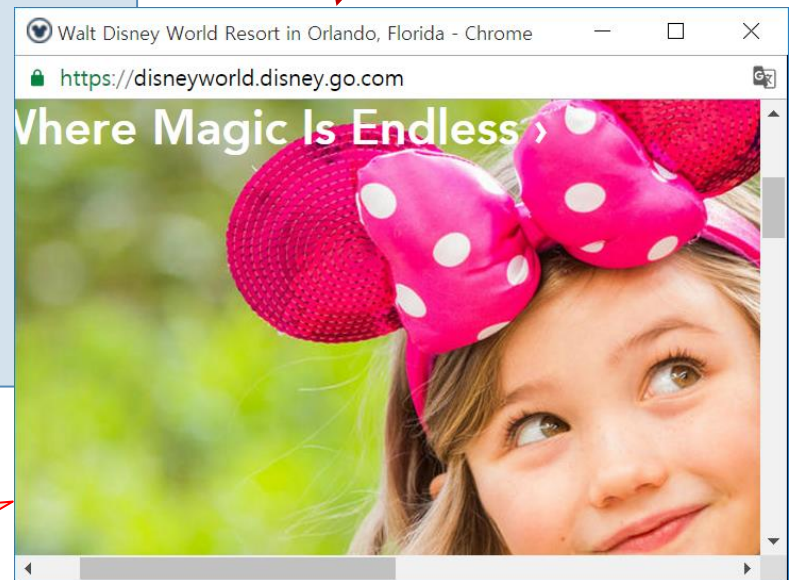 Walt Disney World Resort in Orlando, Florida - Chrome
https://disneyworld.disney.go.com
Where Magic Is Endless ›